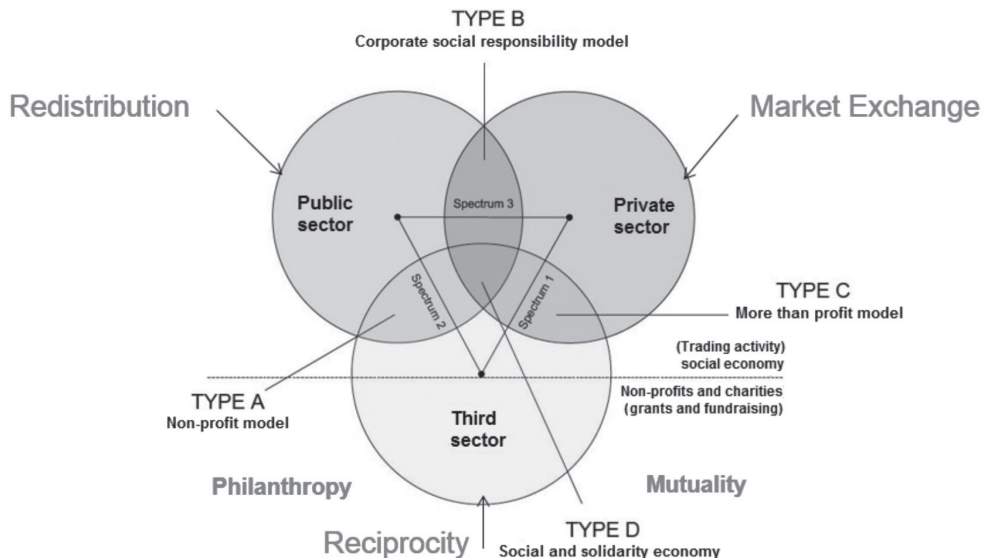 TYPE B
Corporate social responsibility model
Redistribution
Market Exchange
Public
sector
Spectrum 3
Private
sector
Spectrum 2
Spectrum 1
TYPE C
More than profit model
(Trading activity)
social economy
Non-profits and charities
(grants and fundraising)
TYPE A
Non-profit model
Third
sector
Philanthropy
Mutuality
Reciprocity
TYPE D
Social and solidarity economy